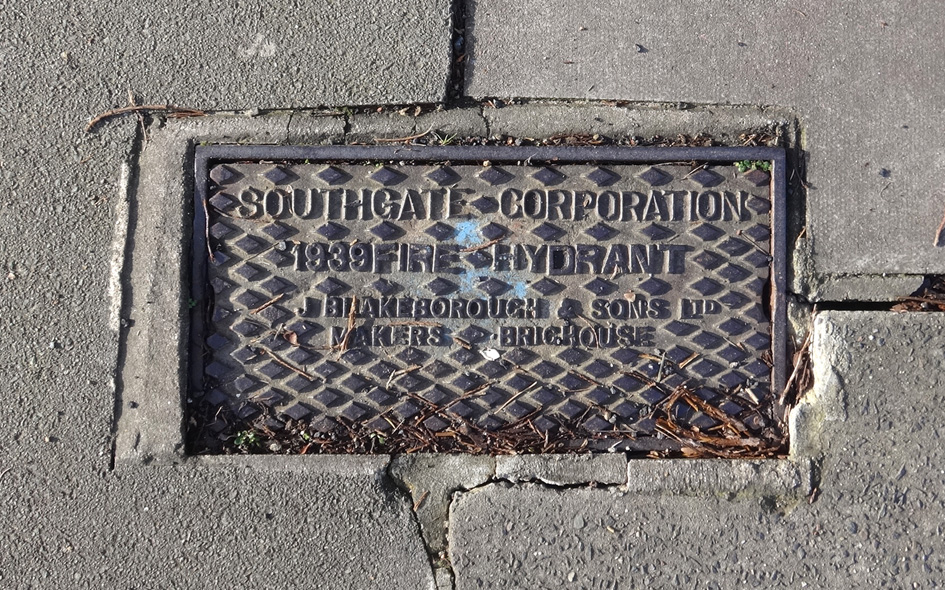 SOUTHGATE CORPORATION
1939 FIRE HYDRANT
J BLAKEBOROUGH & SONS LTD
MAKERS BRIGHOUSE